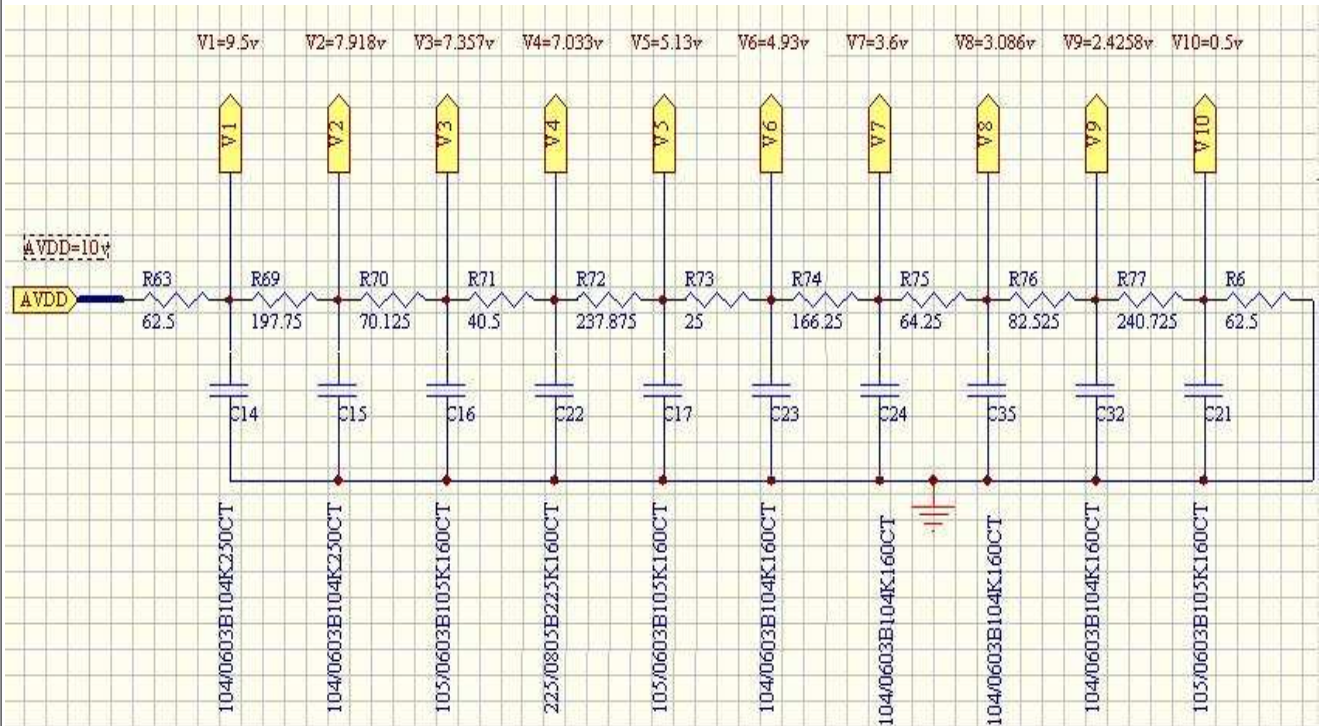 V1=9.5v V2=7.918v V3=7.357v V4=7.033v V5=5.13v V6=4.93v V7=3.6v V8=3.086v V9=2.4258v V10=0.5v
V1 V2 V3 V4 V5 V6 V7 V8 V9 V10
AVDD=10v
R63 R69 R70 R71 R72 R73 R74 R75 R76 R77 R6
AVDD
62.5 197.75 70.125 40.5 237.875 25 166.25 64.25 82.525 240.725 62.5
C14 C15 C16 C22 C17 C23 C24 C35 C32 C21
104/0603B104K250CT
104/0603B104K250CT
105/0603B105K160CT
225/0805B225K160CT
105/0603B105K160CT
104/0603B104K160CT
104/0603B104K160CT
104/0603B104K160CT
104/0603B104K160CT
105/0603B105K160CT